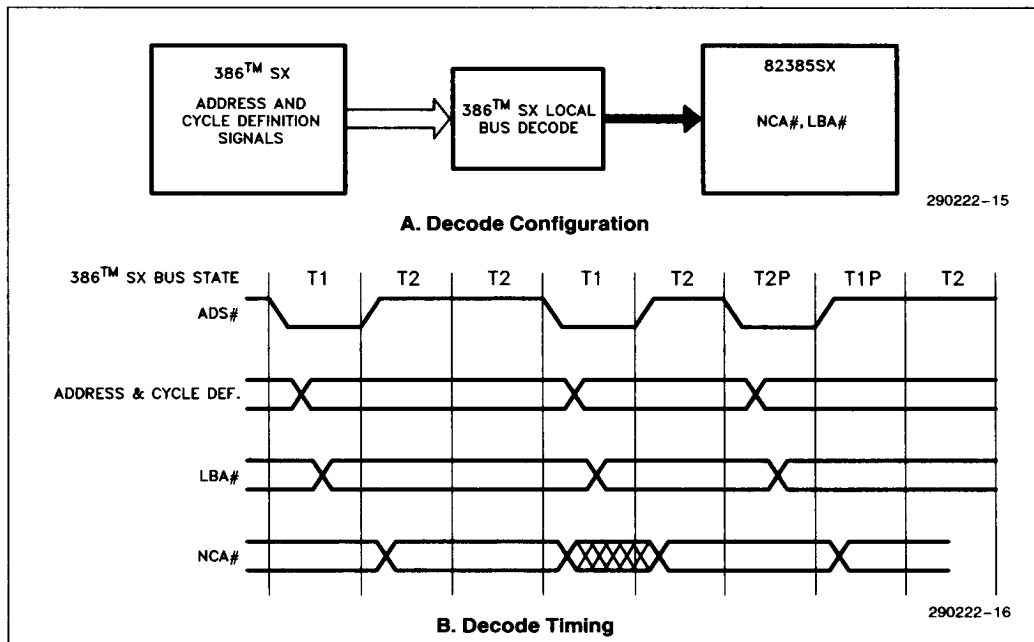 386™ SX
ADDRESS AND
CYCLE DEFINITION
SIGNALS
386™ SX LOCAL
BUS DECODE
82385SX
NCA#, LBA#
290222-15
A. Decode Configuration
386™ SX BUS STATE T1 T2 T2 T1 T2 T2P T1P T2
ADS#
ADDRESS & CYCLE DEF.
LBA#
NCA#
290222-16
B. Decode Timing